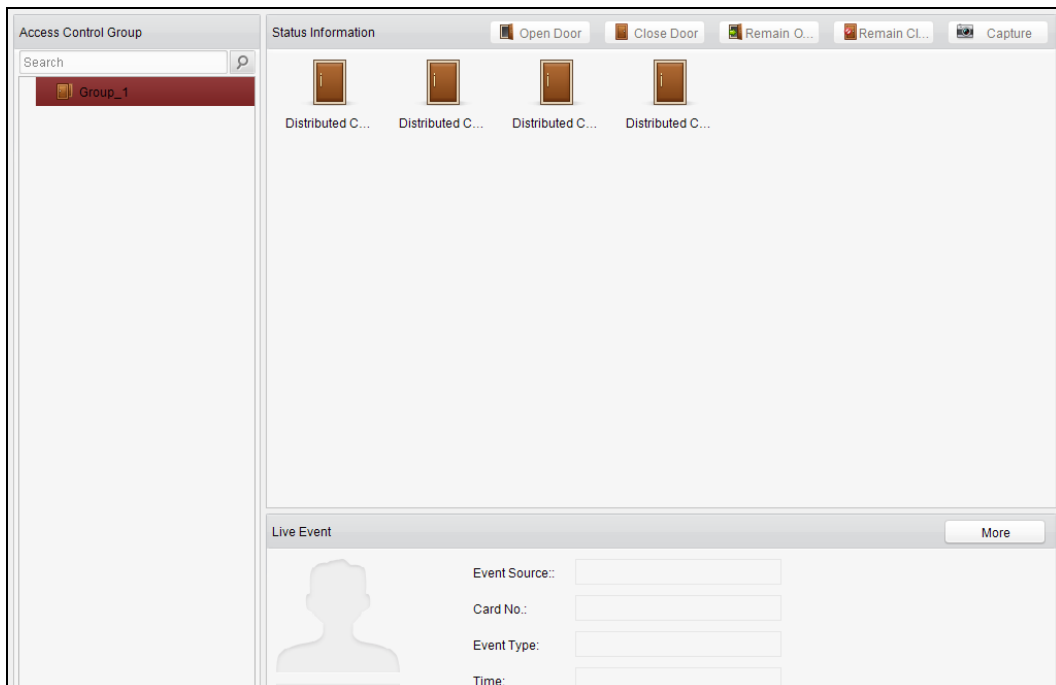 Access Control Group
Search
Group_1
Status Information
Open Door
Close Door
Remain O...
Remain Cl...
Capture
Distributed C...
Distributed C...
Distributed C...
Distributed C...
Live Event
More
Event Source::
Card No.:
Event Type:
Time: